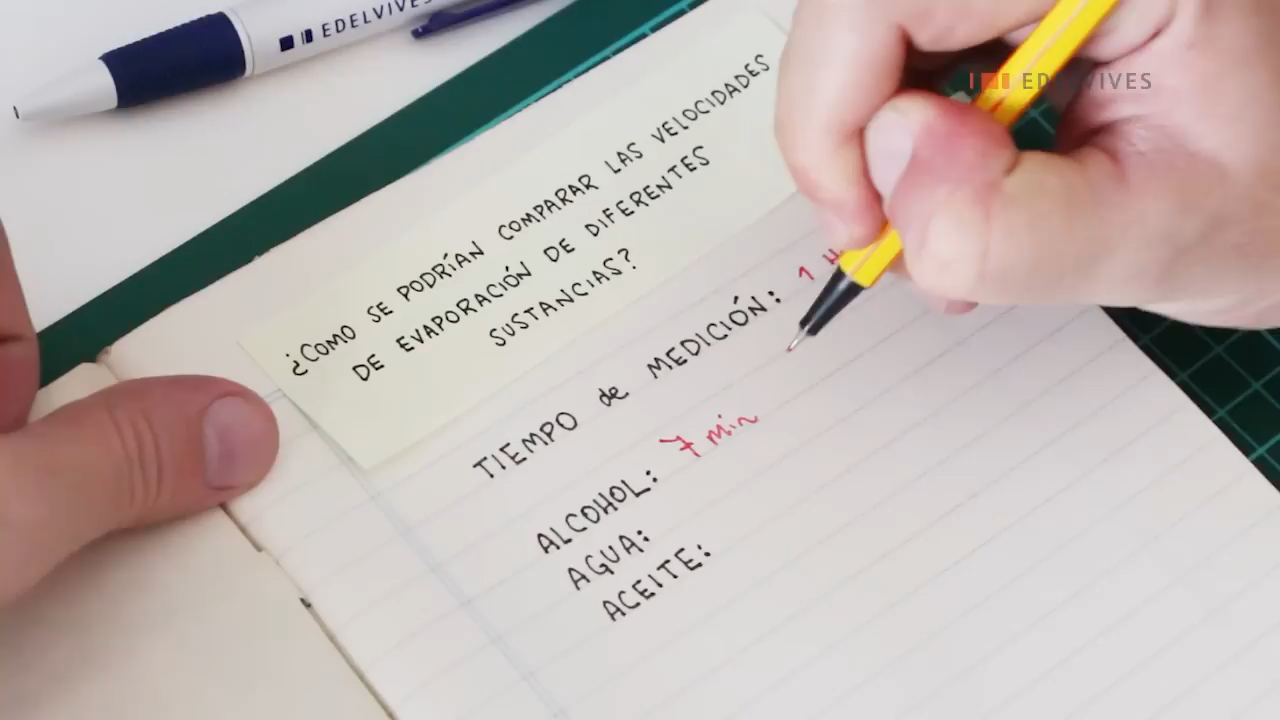 EDELVIVES
EDELVIVES
¿COMO SE PODRÍAN COMPARAR LAS VELOCIDADES
DE EVAPORACIÓN DE DIFERENTES
SUSTANCIAS?
TIEMPO de MEDICIÓN: 1
ALCOHOL: 7 min
AGUA:
ACEITE: